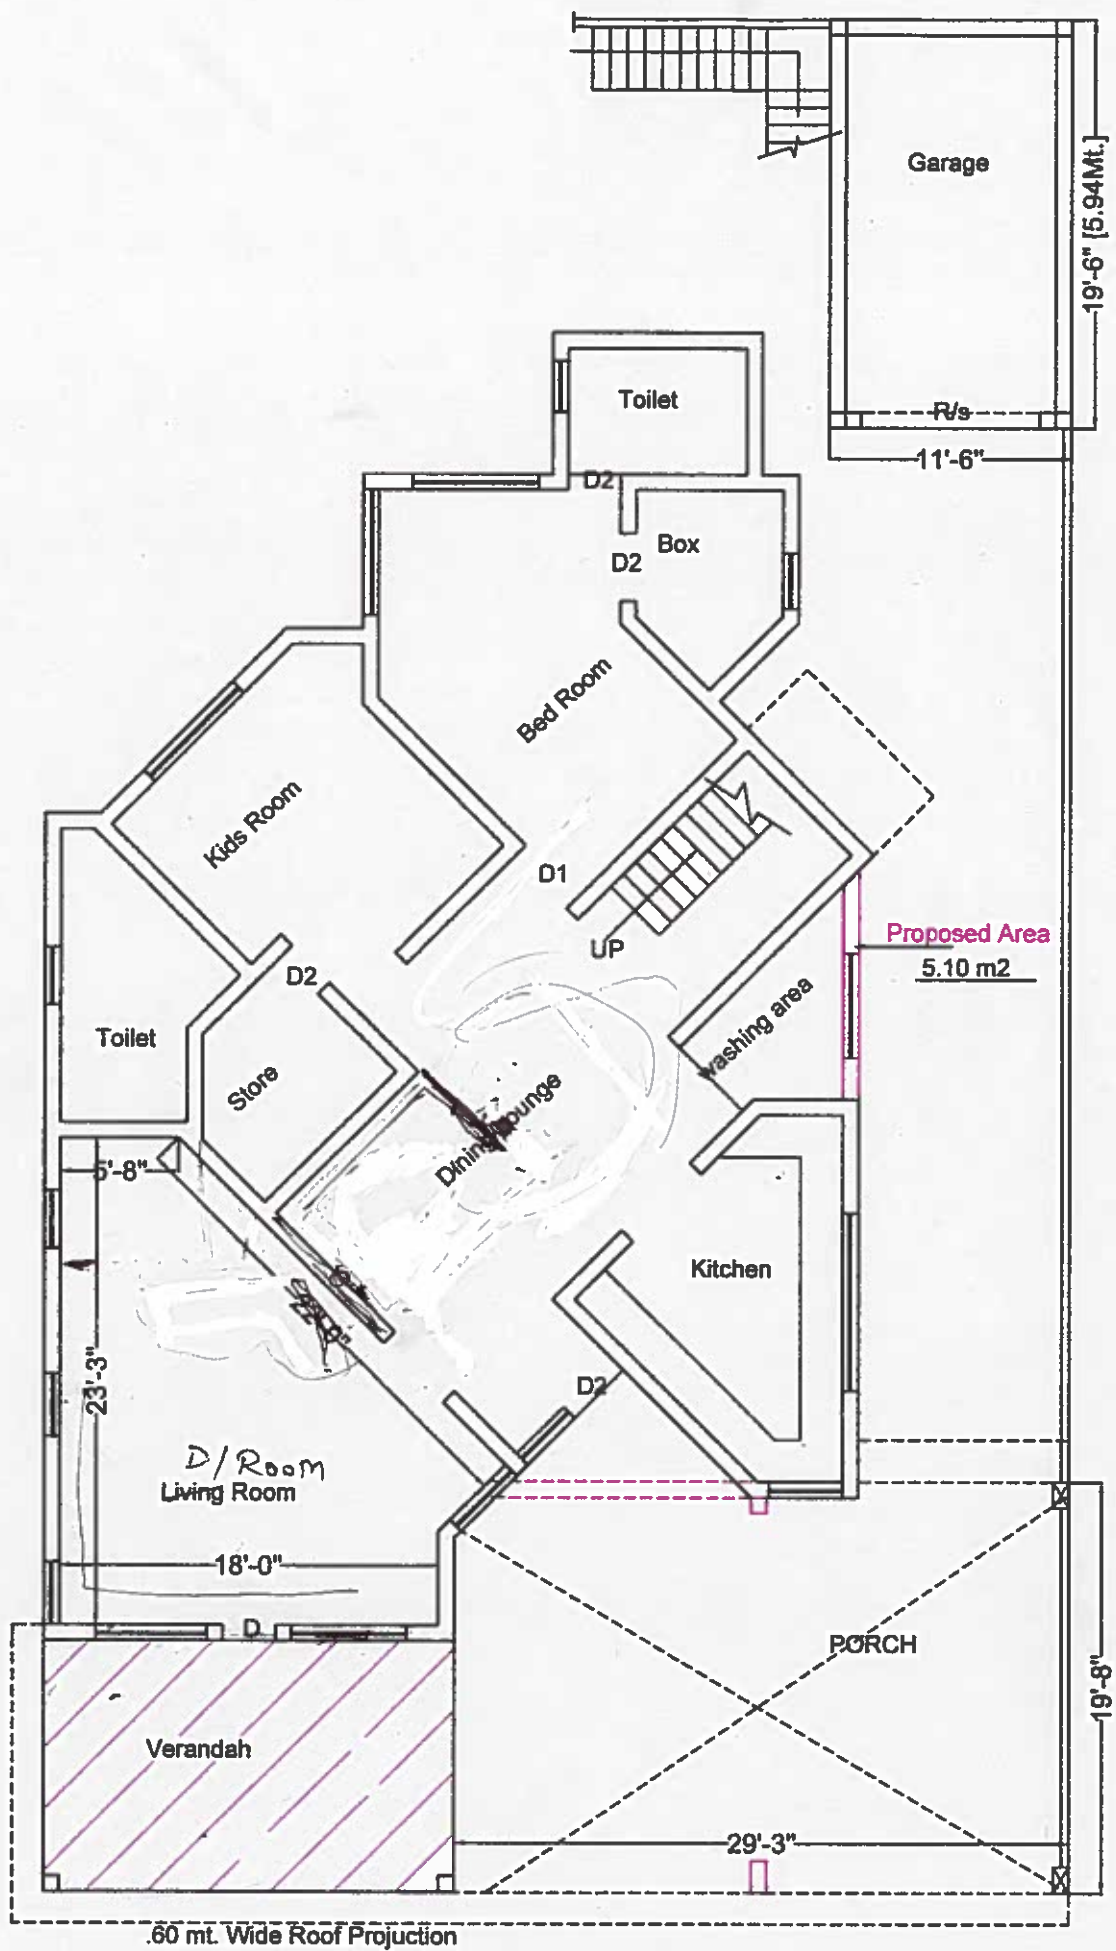 Garage
19'-6" [5.94Mt.]
R/s
11'-6"
Toilet
D2
Box
D2
Bed Room
Kids Room
D1
UP
Proposed Area
5.10 m2
D2
washing area
Toilet
Store
Dining Lounge
5'-8"
Kitchen
22'-0"
23'-3"
D2
D/Room
Living Room
18'-0"
D
PORCH
19'-8"
Verandah
29'-3"
.60 mt. Wide Roof Projuction